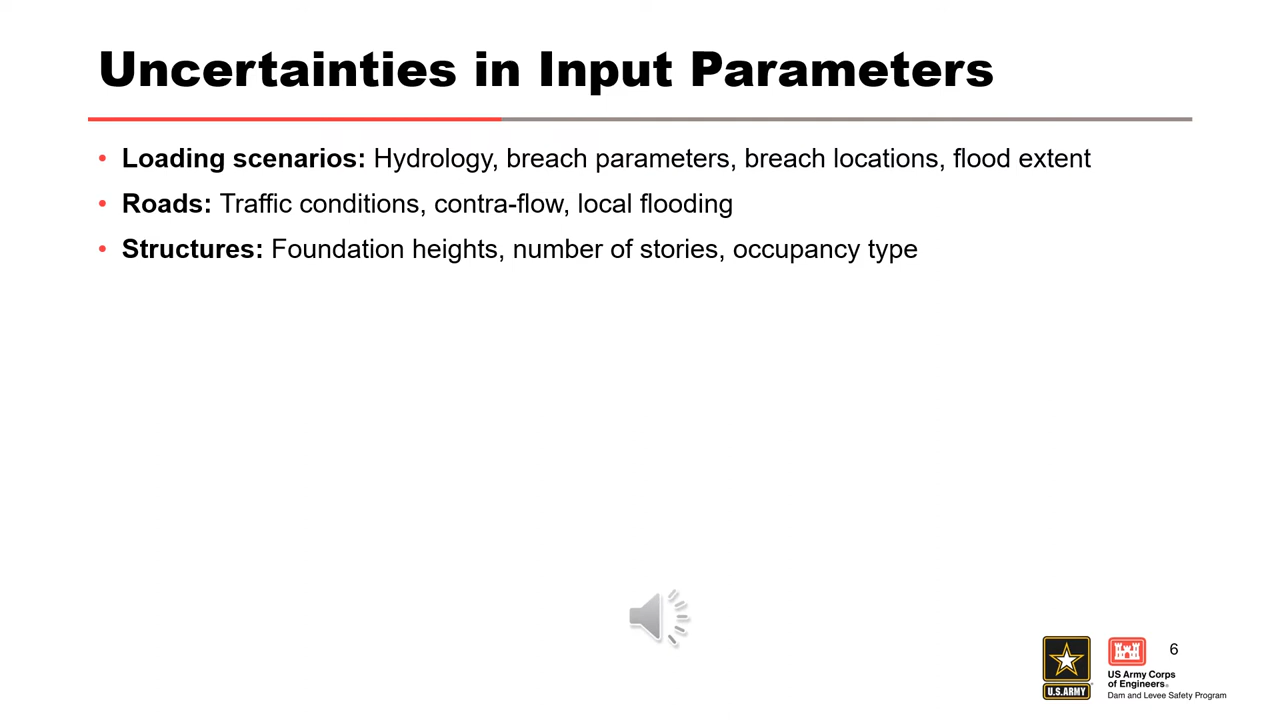 Uncertainties in Input Parameters
• Loading scenarios: Hydrology, breach parameters, breach locations, flood extent
• Roads: Traffic conditions, contra-flow, local flooding
• Structures: Foundation heights, number of stories, occupancy type
6
U.S.ARMY
US Army Corps
of Engineers®
Dam and Levee Safety Program